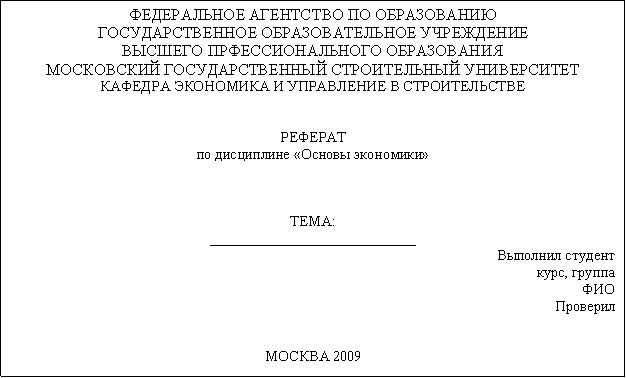 ФЕДЕРАЛЬНОЕ АГЕНТСТВО ПО ОБРАЗОВАНИЮ
ГОСУДАРСТВЕННОЕ ОБРАЗОВАТЕЛЬНОЕ УЧРЕЖДЕНИЕ
ВЫСШЕГО ПРФЕССИОНАЛЬНОГО ОБРАЗОВАНИЯ
МОСКОВСКИЙ ГОСУДАРСТВЕННЫЙ СТРОИТЕЛЬНЫЙ УНИВЕРСИТЕТ
КАФЕДРА ЭКОНОМИКА И УПРАВЛЕНИЕ В СТРОИТЕЛЬСТВЕ
РЕФЕРАТ
по дисциплине «Основы экономики»
ТЕМА:
Выполнил студент
курс, группа
ФИО
Проверил
МОСКВА 2009